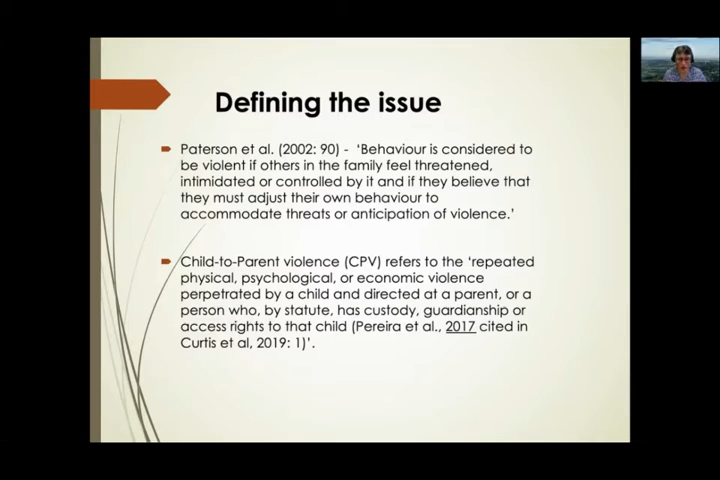 Defining the issue
Paterson et al. (2002: 90) - ‘Behaviour is considered to
be violent if others in the family feel threatened,
intimidated or controlled by it and if they believe that
they must adjust their own behaviour to
accommodate threats or anticipation of violence.’
Child-to-Parent violence (CPV) refers to the ‘repeated
physical, psychological, or economic violence
perpetrated by a child and directed at a parent, or a
person who, by statute, has custody, guardianship or
access rights to that child (Pereira et al., 2017 cited in
Curtis et al, 2019: 1)’.